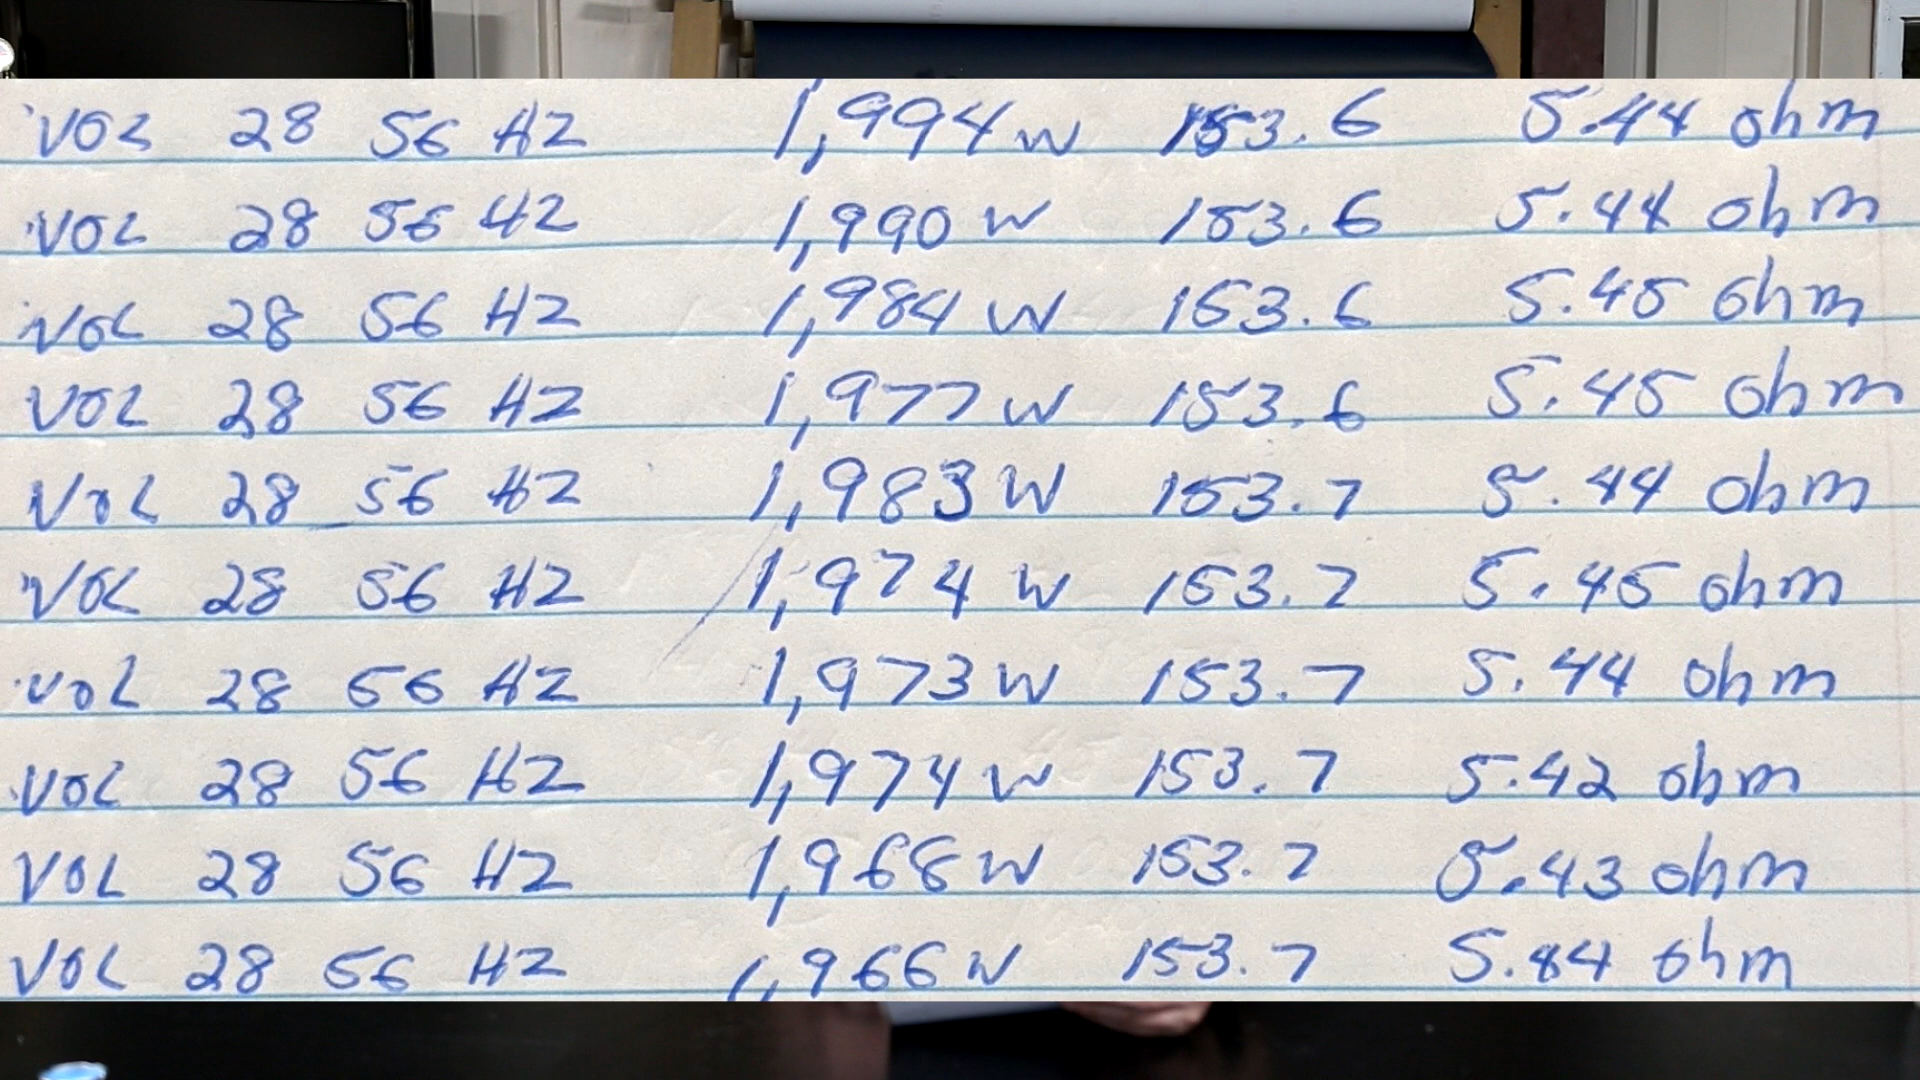 VOL 28 56 HZ 1,994 W 153.6 5.44 ohm
VOL 28 56 HZ 1,990 W 153.6 5.44 ohm
VOL 28 56 HZ 1,984 W 153.6 5.45 ohm
VOL 28 56 HZ 1,977 W 153.6 5.45 ohm
VOL 28 56 HZ 1,983 W 153.7 5.44 ohm
VOL 28 56 HZ 1,974 W 153.7 5.45 ohm
VOL 28 56 HZ 1,973 W 153.7 5.44 ohm
VOL 28 56 HZ 1,974 W 153.7 5.42 ohm
VOL 28 56 HZ 1,968 W 153.7 5.43 ohm
VOL 28 56 HZ 1,966 W 153.7 5.44 ohm